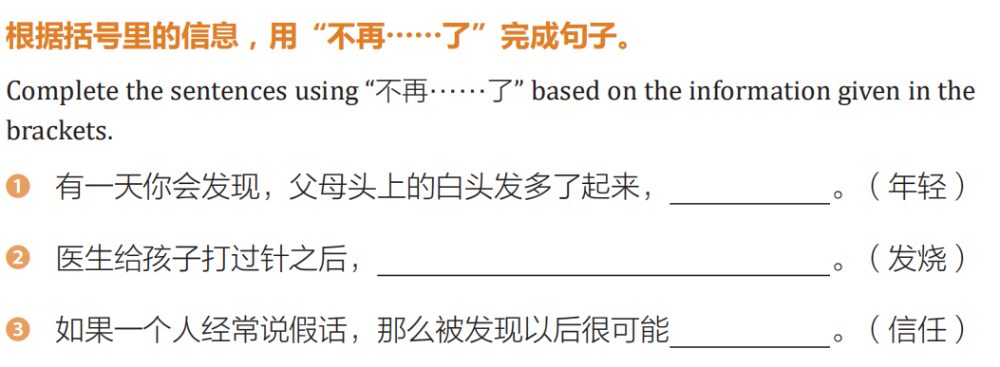 根据括号里的信息，用“不再……了”完成句子。
Complete the sentences using “不再……了” based on the information given in the
brackets.
1 有一天你会发现，父母头上的白头发多了起来，__________。（年轻）
2 医生给孩子打过针之后，____________________________。（发烧）
3 如果一个人经常说假话，那么被发现以后很可能__________。（信任）